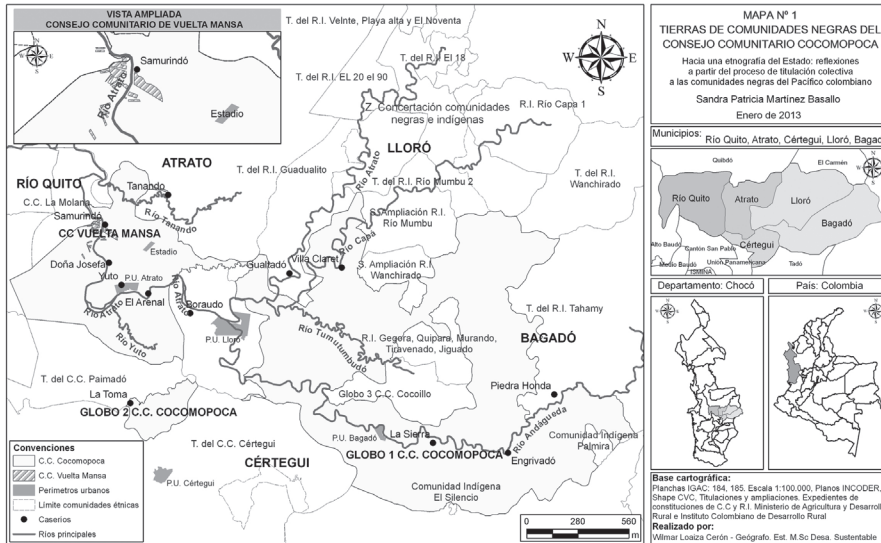 VISTA AMPLIADA
CONSEJO COMUNITARIO DE VUELTA MANSA
N
W
E
S
Samurindó
Río Atrato
Estadio
T. del R.I. Veinte, Playa alta y El Noventa
T. del R.I El 18
T. del R.I. EL 20 el 90
N
W
E
S
Z. Concertación comunidades
negras e indígenas
R.I. Río Capa 1
LLORÓ
Río Atrato
ATRATO
T. del R.I. Guadualito
T. del R.I. Río Mumbu 2
T. del R.I.
Wanchirado
RÍO QUITO
Tanando
C.C. La Molana
Río Tanando
Samurindó
CC VUELTA MANSA
S. Ampliación R.I.
Río Mumbu
Río Capá
Estadio
Doña Josefa
Gualtadó
Villa Claret
S. Ampliación R.I
Wanchirado
Yuto
P.U. Atrato
El Arenal
Río Atrato
Río Atrato
Boraudo
Río Yuto
P.U. Lloró
Río Tumutumbudó
T. del R.I. Tahamy
R.I. Gegora, Quipara, Murando,
Tiravenado, Jiguado
BAGADÓ
T. del C.C. Paimadó
La Toma
GLOBO 2 C.C. COCOMOPOCA
Globo 3 C.C. Cocoillo
Piedra Honda
P.U. Bagadó
La Sierra
Río Andágueda
Comunidad Indígena
Palmira
T. del C.C. Cértegui
GLOBO 1 C.C. COCOMOPOCA
Engrivadó
CÉRTEGUI
P.U. Cértegui
Comunidad Indígena
El Silencio
Convenciones
C.C. Cocomopoca
C.C. Vuelta Mansa
Perimetros urbanos
Límite comunidades étnicas
Caserios
Ríos principales
0 280 560
m
MAPA Nº 1
TIERRAS DE COMUNIDADES NEGRAS DEL
CONSEJO COMUNITARIO COCOMOPOCA
Hacia una etnografía del Estado: reflexiones
a partir del proceso de titulación colectiva
a las comunidades negras del Pacífico colombiano
Sandra Patricia Martínez Basallo
Enero de 2013
Municipios:
Río Quito, Atrato, Cértegui, Lloró, Bagad
Quibdó
El Carmén
Río Quito
Atrato
Lloró
Bagadó
Cértegui
Alto Baudó
Cantón San Pablo
Unión Panamericana
Tadó
Medio Baudó
ISMINA
Departamento: Chocó
País: Colombia
Base cartográfica:
Planchas IGAC: 184, 185. Escala 1:100.000, Planos INCODER,
Shape CVC, Titulaciones y ampliaciones. Expedientes de
constituciones de C.C y R.I. Ministerio de Agricultura y Desarroll
Rural e Instituto Colombiano de Desarrollo Rural
Realizado por:
Wilmar Loaiza Cerón - Geógrafo. Est. M.Sc Desa. Sustentable